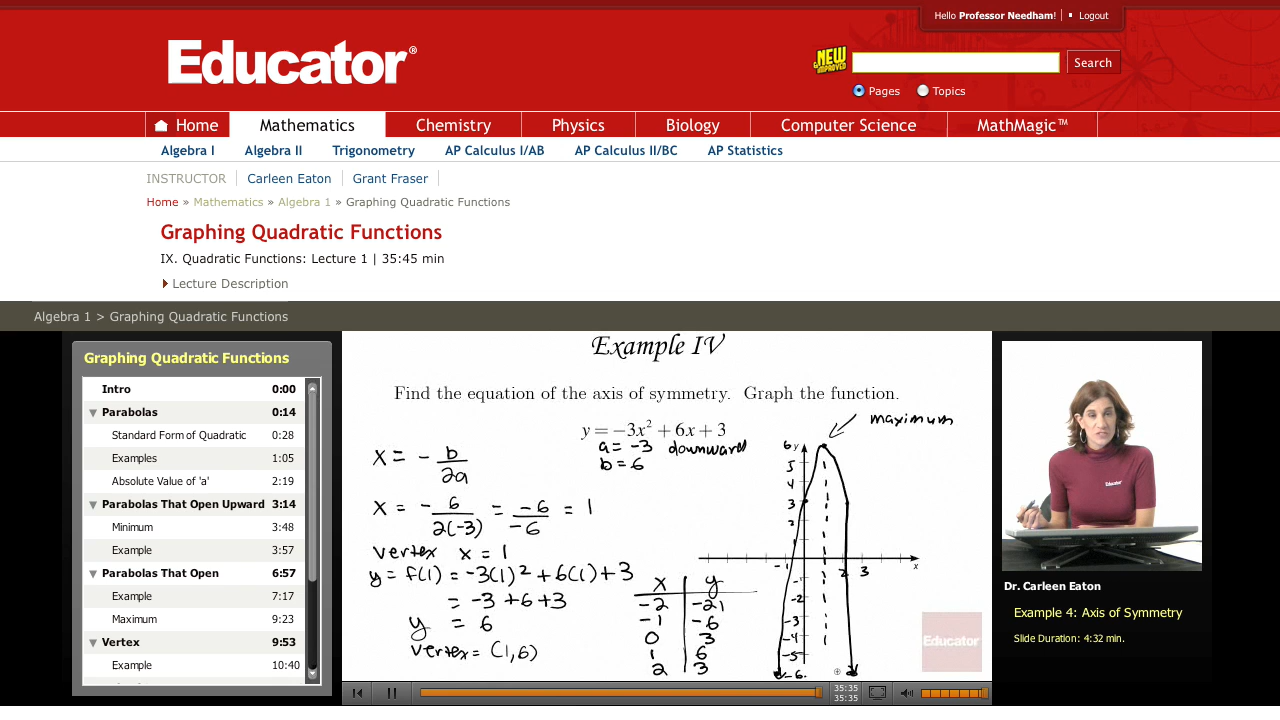 Hello Professor Needham! | Logout
Educator®
NEW & IMPROVED
Search
Pages Topics
Home Mathematics Chemistry Physics Biology Computer Science MathMagic™
Algebra I Algebra II Trigonometry AP Calculus I/AB AP Calculus II/BC AP Statistics
INSTRUCTOR Carleen Eaton Grant Fraser
Home » Mathematics » Algebra 1 » Graphing Quadratic Functions
Graphing Quadratic Functions
IX. Quadratic Functions: Lecture 1 | 35:45 min
Lecture Description
Algebra 1 > Graphing Quadratic Functions
Graphing Quadratic Functions
Intro 0:00
Parabolas 0:14
Standard Form of Quadratic 0:28
Examples 1:05
Absolute Value of 'a' 2:19
Parabolas That Open Upward 3:14
Minimum 3:48
Example 3:57
Parabolas That Open 6:57
Example 7:17
Maximum 9:23
Vertex 9:53
Example 10:40
Example IV
Find the equation of the axis of symmetry. Graph the function.
y = −3x² + 6x + 3
a = -3 downward
b = 6
maximum
x = - b/2a
x = - 6/2(-3) = -6/-6 = 1
vertex x = 1
y = f(1) = -3(1)² + 6(1) + 3
= -3 + 6 + 3
y = 6
vertex = (1,6)
x y
-2 -21
-1 -6
0 3
1 6
2 3
6 y
5
4
3
2
1
-1 2 3 x
-1
-2
-3
-4
-5
-6
Educator
35:35
35:35
Educator
Dr. Carleen Eaton
Example 4: Axis of Symmetry
Slide Duration: 4:32 min.